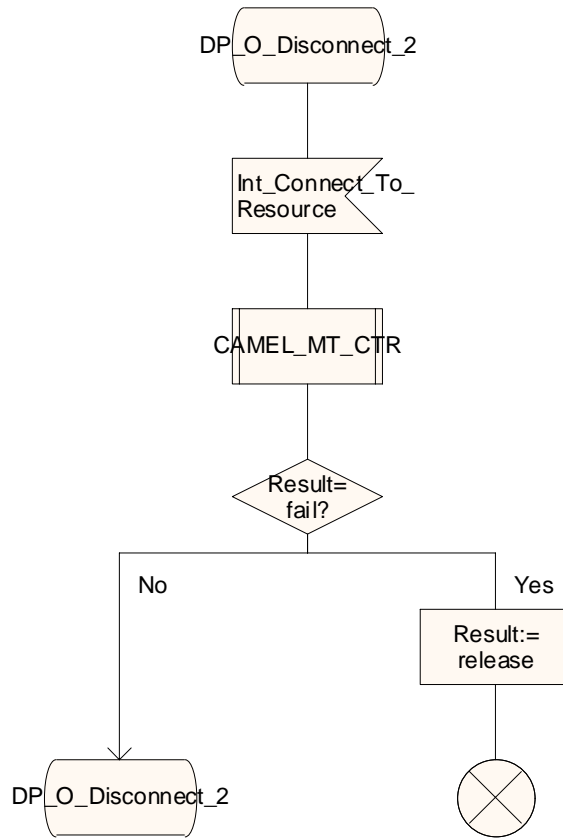 DP_O_Disconnect_2
Int_Connect_To_
Resource
CAMEL_MT_CTR
Result=
fail?
No
Yes
Result:=
release
DP_O_Disconnect_2